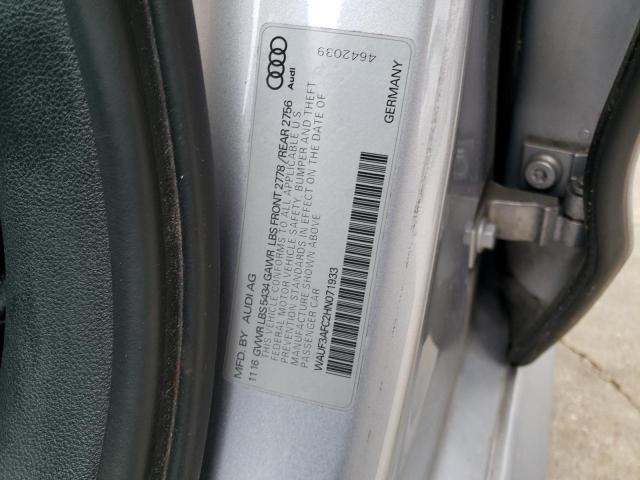 MFD. BY AUDI AG
11 16 GVWR LBS 5434 GAWR LBS FRONT 2778 /REAR 2756
THIS VEHICLE CONFORMS TO ALL APPLICABLE U S
FEDERAL MOTOR VEHICLE SAFETY, BUMPER AND THEFT
PREVENTION STANDARDS IN EFFECT ON THE DATE OF
MANUFACTURE SHOWN ABOVE
PASSENGER CAR
WAUF3AFC2HN071933
Audi
4642039
GERMANY